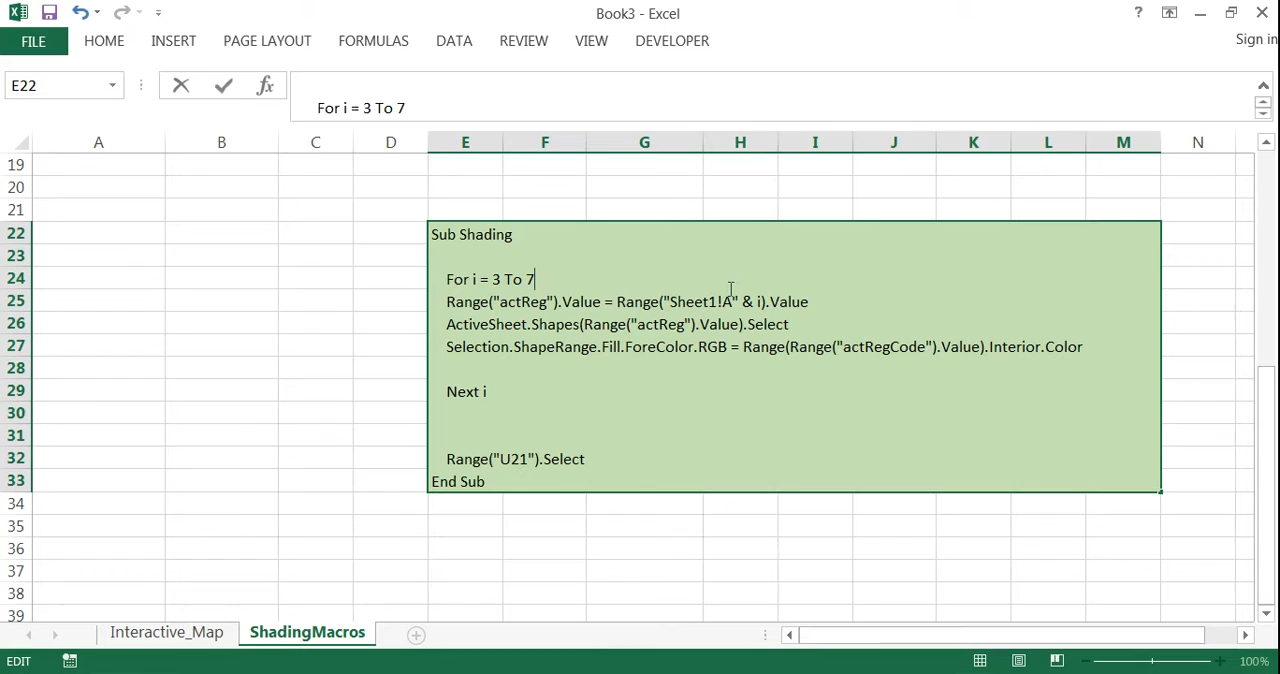 Book3 - Excel
?
FILE HOME INSERT PAGE LAYOUT FORMULAS DATA REVIEW VIEW DEVELOPER Sign in
E22 fx
For i = 3 To 7
A B C D E F G H I J K L M N
19
20
21
22 Sub Shading
23
24 For i = 3 To 7
25 Range("actReg").Value = Range("Sheet1!A" & i).Value
26 ActiveSheet.Shapes(Range("actReg").Value).Select
27 Selection.ShapeRange.Fill.ForeColor.RGB = Range(Range("actRegCode").Value).Interior.Color
28
29 Next i
30
31
32 Range("U21").Select
33 End Sub
34
35
36
37
38
39
Interactive_Map ShadingMacros
EDIT 100%